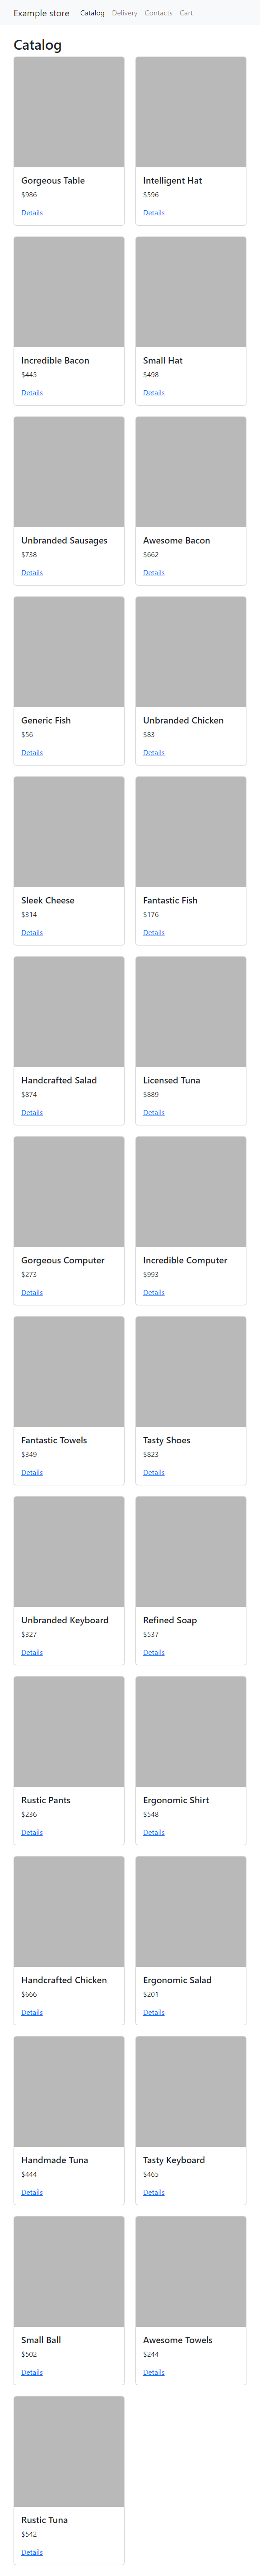 Example store Catalog Delivery Contacts Cart
Catalog
Gorgeous Table
$986
Details
Intelligent Hat
$596
Details
Incredible Bacon
$445
Details
Small Hat
$498
Details
Unbranded Sausages
$738
Details
Awesome Bacon
$662
Details
Generic Fish
$56
Details
Unbranded Chicken
$83
Details
Sleek Cheese
$314
Details
Fantastic Fish
$176
Details
Handcrafted Salad
$874
Details
Licensed Tuna
$889
Details
Gorgeous Computer
$273
Details
Incredible Computer
$993
Details
Fantastic Towels
$349
Details
Tasty Shoes
$823
Details
Unbranded Keyboard
$327
Details
Refined Soap
$537
Details
Rustic Pants
$236
Details
Ergonomic Shirt
$548
Details
Handcrafted Chicken
$666
Details
Ergonomic Salad
$201
Details
Handmade Tuna
$444
Details
Tasty Keyboard
$465
Details
Small Ball
$502
Details
Awesome Towels
$244
Details
Rustic Tuna
$542
Details